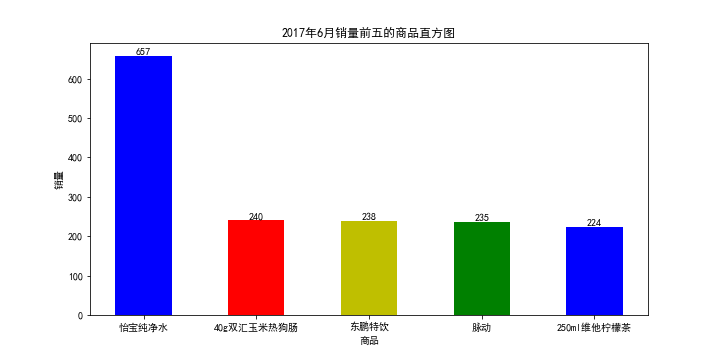 2017年6月销量前五的商品直方图
销量
600
500
400
300
200
100
0
657
240
238
235
224
怡宝纯净水
40g双汇玉米热狗肠
东鹏特饮
脉动
250ml维他柠檬茶
商品